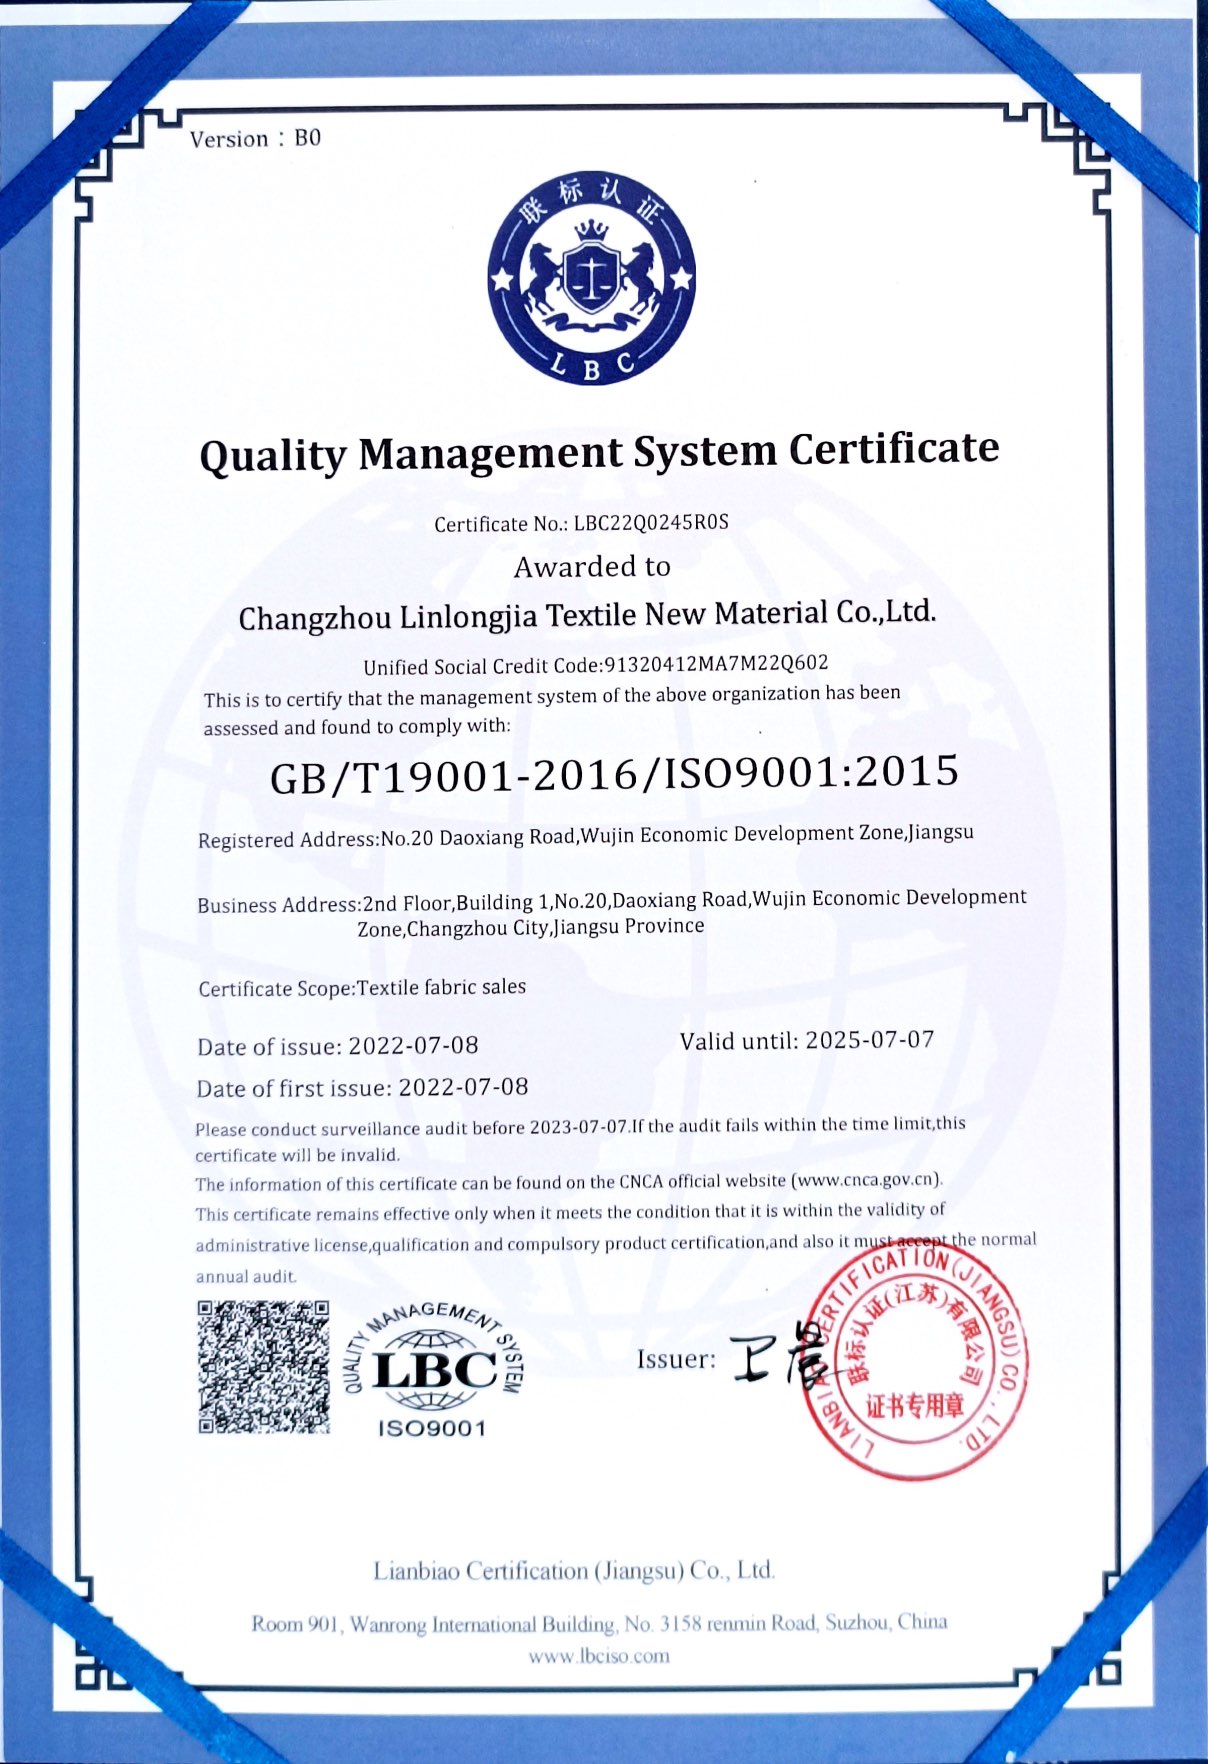 Version：B0
联标认证
LBC
Quality Management System Certificate
Certificate No.: LBC22Q0245R0S
Awarded to
Changzhou Linlongjia Textile New Material Co.,Ltd.
Unified Social Credit Code:91320412MA7M22Q602
This is to certify that the management system of the above organization has been
assessed and found to comply with:
GB/T19001-2016/ISO9001:2015
Registered Address:No.20 Daoxiang Road,Wujin Economic Development Zone,Jiangsu
Business Address:2nd Floor,Building 1,No.20,Daoxiang Road,Wujin Economic Development
Zone,Changzhou City,Jiangsu Province
Certificate Scope:Textile fabric sales
Date of issue: 2022-07-08
Valid until: 2025-07-07
Date of first issue: 2022-07-08
Please conduct surveillance audit before 2023-07-07.If the audit fails within the time limit,this
certificate will be invalid.
The information of this certificate can be found on the CNCA official website (www.cnca.gov.cn).
This certificate remains effective only when it meets the condition that it is within the validity of
administrative license,qualification and compulsory product certification,and also it must accept the normal
annual audit.
QUALITY MANAGEMENT SYSTEM
LBC
ISO9001
Issuer:
LIANBIAO CERTIFICATION(JIANGSU) CO.,LTD.
联标认证(江苏)有限公司
证书专用章
Lianbiao Certification (Jiangsu) Co., Ltd.
Room 901, Wanrong International Building, No. 3158 renmin Road, Suzhou, China
www.lbciso.com